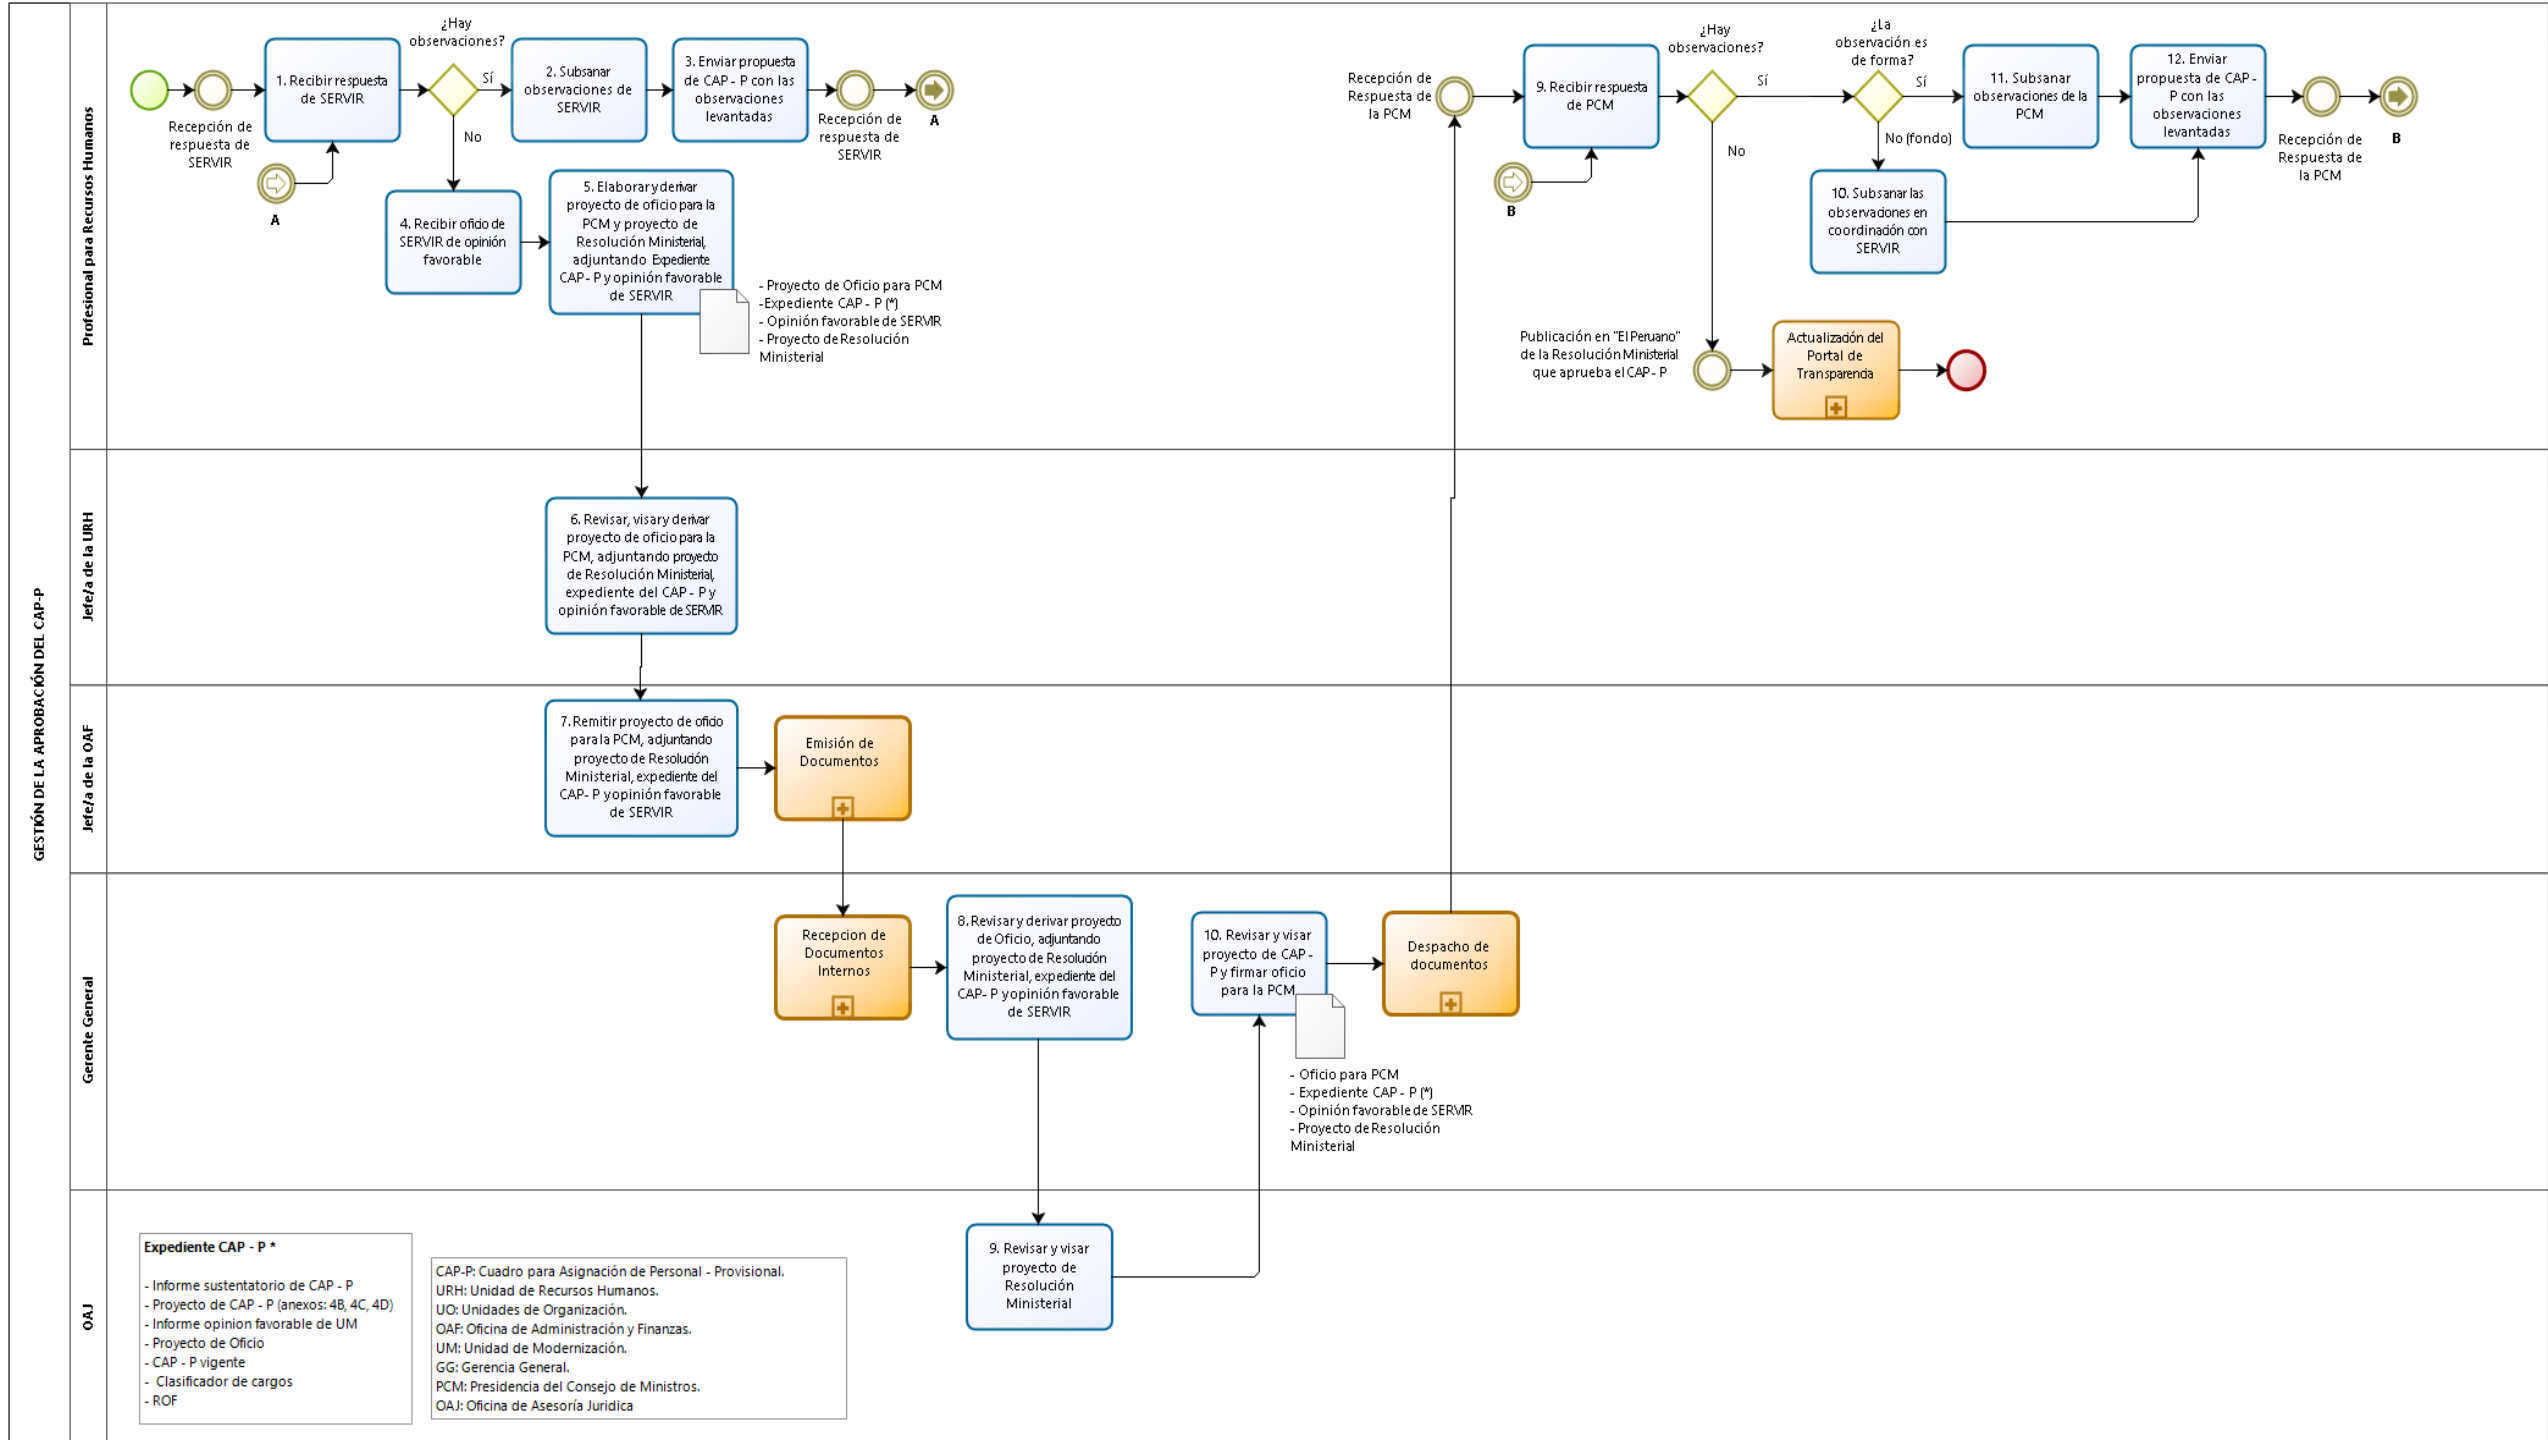 GESTIÓN DE LA APROBACIÓN DEL CAP-P
Profesional para Recursos Humanos
Recepción de
respuesta de
SERVIR
1. Recibir respuesta
de SERVIR
A
¿Hay
observaciones?
Sí
No
2. Subsanar
observaciones de
SERVIR
3. Enviar propuesta
de CAP - P con las
observaciones
levantadas
Recepción de
respuesta de
SERVIR
A
4. Recibir oficio de
SERVIR de opinión
favorable
5. Elaborar y derivar
proyecto de oficio para la
PCM y proyecto de
Resolución Ministerial,
adjuntando Expediente
CAP - P y opinión favorable
de SERVIR
- Proyecto de Oficio para PCM
-Expediente CAP - P (*)
- Opinión favorable de SERVIR
- Proyecto de Resolución
Ministerial
Recepción de
Respuesta de
la PCM
9. Recibir respuesta
de PCM
B
¿Hay
observaciones?
Sí
No
¿La
observación es
de forma?
Sí
No (fondo)
11. Subsanar
observaciones de la
PCM
12. Enviar
propuesta de CAP -
P con las
observaciones
levantadas
Recepción de
Respuesta de
la PCM
B
10. Subsanar las
observaciones en
coordinación con
SERVIR
Publicación en "El Peruano"
de la Resolución Ministerial
que aprueba el CAP - P
Actualización del
Portal de
Transparencia
Jefe/a de la URH
6. Revisar, visar y derivar
proyecto de oficio para la
PCM, adjuntando proyecto
de Resolución Ministerial,
expediente del CAP - P y
opinión favorable de SERVIR
Jefe/a de la OAF
7. Remitir proyecto de oficio
para la PCM, adjuntando
proyecto de Resolución
Ministerial, expediente del
CAP - P y opinión favorable
de SERVIR
Emisión de
Documentos
Gerente General
Recepcion de
Documentos
Internos
8. Revisar y derivar proyecto
de Oficio, adjuntando
proyecto de Resolución
Ministerial, expediente del
CAP - P y opinión favorable
de SERVIR
10. Revisar y visar
proyecto de CAP -
P y firmar oficio
para la PCM
- Oficio para PCM
- Expediente CAP - P (*)
- Opinión favorable de SERVIR
- Proyecto de Resolución
Ministerial
Despacho de
documentos
OAJ
9. Revisar y visar
proyecto de
Resolución
Ministerial
Expediente CAP - P *
- Informe sustentatorio de CAP - P
- Proyecto de CAP - P (anexos: 4B, 4C, 4D)
- Informe opinion favorable de UM
- Proyecto de Oficio
- CAP - P vigente
- Clasificador de cargos
- ROF
CAP-P: Cuadro para Asignación de Personal - Provisional.
URH: Unidad de Recursos Humanos.
UO: Unidades de Organización.
OAF: Oficina de Administración y Finanzas.
UM: Unidad de Modernización.
GG: Gerencia General.
PCM: Presidencia del Consejo de Ministros.
OAJ: Oficina de Asesoría Juridica